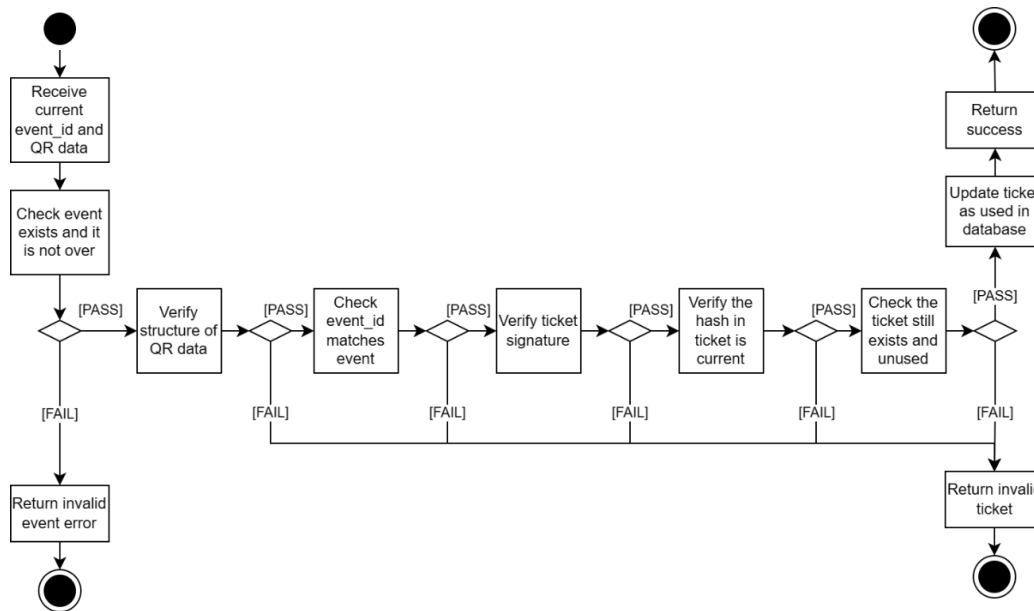 Receive
current
event_id and
QR data
Check event
exists and it
is not over
[PASS]
Verify
structure of
QR data
[PASS]
Check
event_id
matches
event
[PASS]
Verify ticket
signature
[PASS]
Verify the
hash in
ticket is
current
[PASS]
Check the
ticket still
exists and
unused
[PASS]
Update ticket
as used in
database
Return
success
[FAIL]
[FAIL]
[FAIL]
[FAIL]
[FAIL]
[FAIL]
Return invalid
event error
Return invalid
ticket